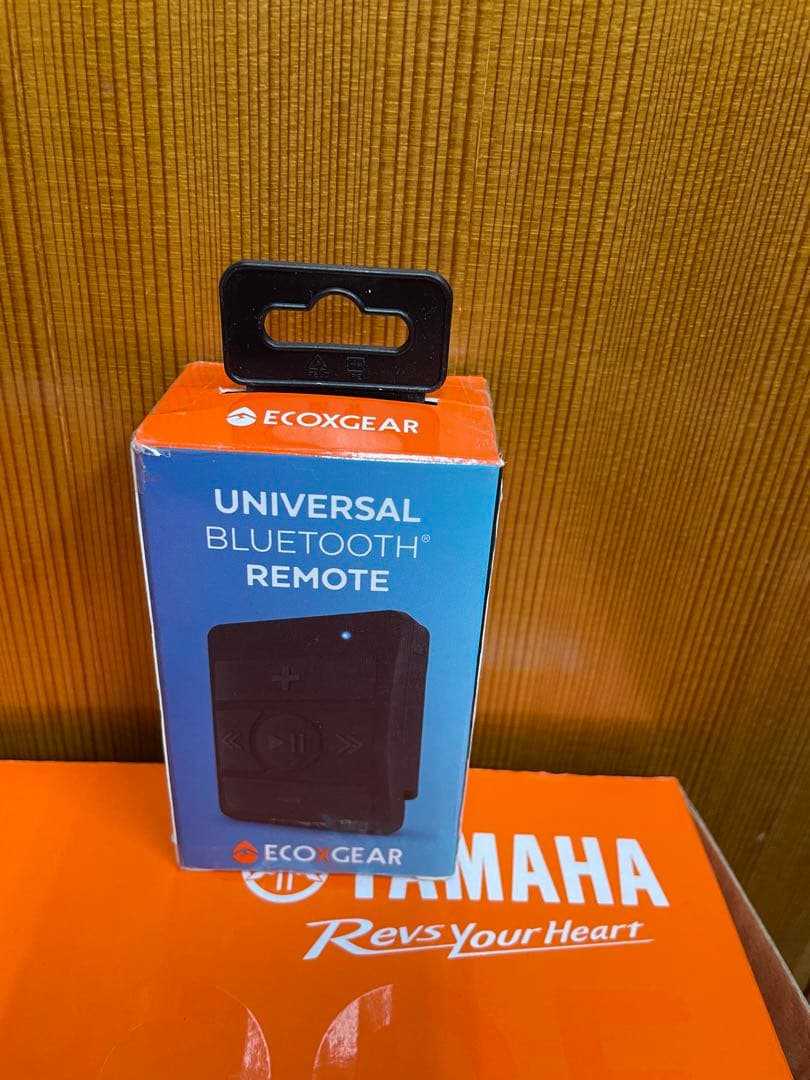 ECOXGEAR
UNIVERSAL
BLUETOOTH®
REMOTE
ECOXGEAR
YAMAHA
Revs Your Heart